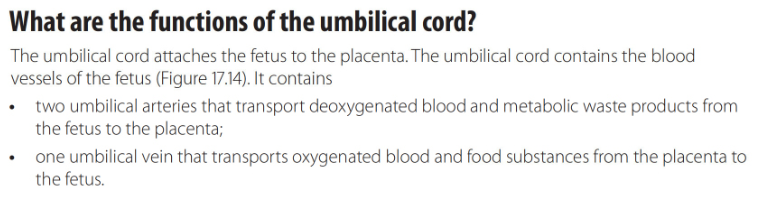 What are the functions of the umbilical cord?
The umbilical cord attaches the fetus to the placenta. The umbilical cord contains the blood
vessels of the fetus (Figure 17.14). It contains
• two umbilical arteries that transport deoxygenated blood and metabolic waste products from
the fetus to the placenta;
• one umbilical vein that transports oxygenated blood and food substances from the placenta to
the fetus.